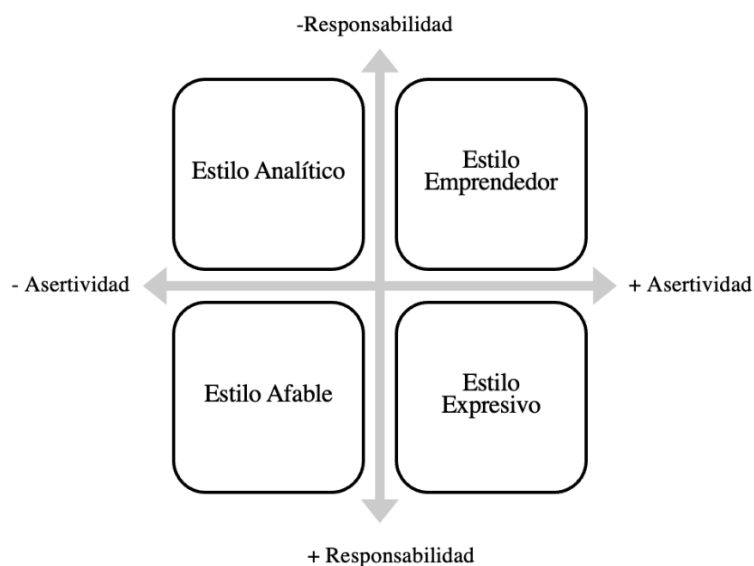 -Responsabilidad
Estilo Analítico
Estilo
Emprendedor
- Asertividad
+ Asertividad
Estilo Afable
Estilo
Expresivo
+ Responsabilidad